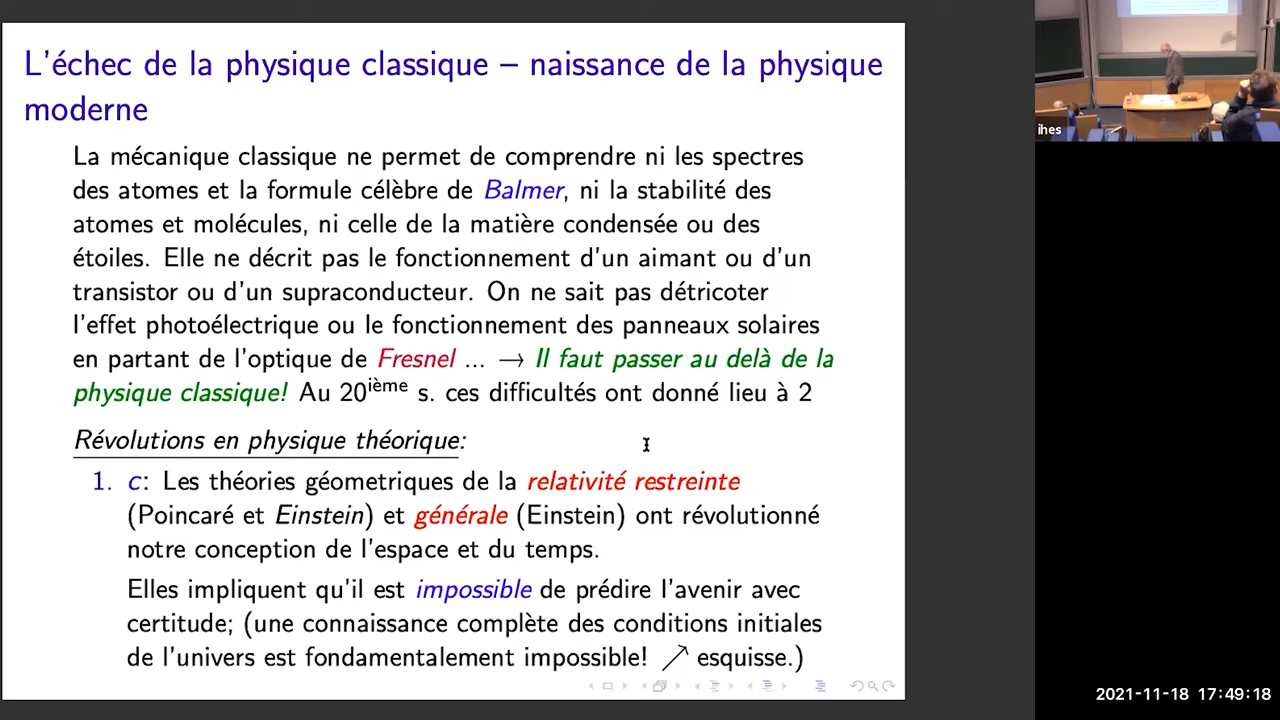 L'échec de la physique classique – naissance de la physique
moderne
La mécanique classique ne permet de comprendre ni les spectres
des atomes et la formule célèbre de Balmer, ni la stabilité des
atomes et molécules, ni celle de la matière condensée ou des
étoiles. Elle ne décrit pas le fonctionnement d'un aimant ou d'un
transistor ou d'un supraconducteur. On ne sait pas détricoter
l'effet photoélectrique ou le fonctionnement des panneaux solaires
en partant de l'optique de Fresnel ... → Il faut passer au delà de la
physique classique! Au 20ième s. ces difficultés ont donné lieu à 2
Révolutions en physique théorique:
1. c: Les théories géometriques de la relativité restreinte
(Poincaré et Einstein) et générale (Einstein) ont révolutionné
notre conception de l'espace et du temps.
Elles impliquent qu'il est impossible de prédire l'avenir avec
certitude; (une connaissance complète des conditions initiales
de l'univers est fondamentalement impossible! ↗ esquisse.)
ihes
2021-11-18 17:49:18